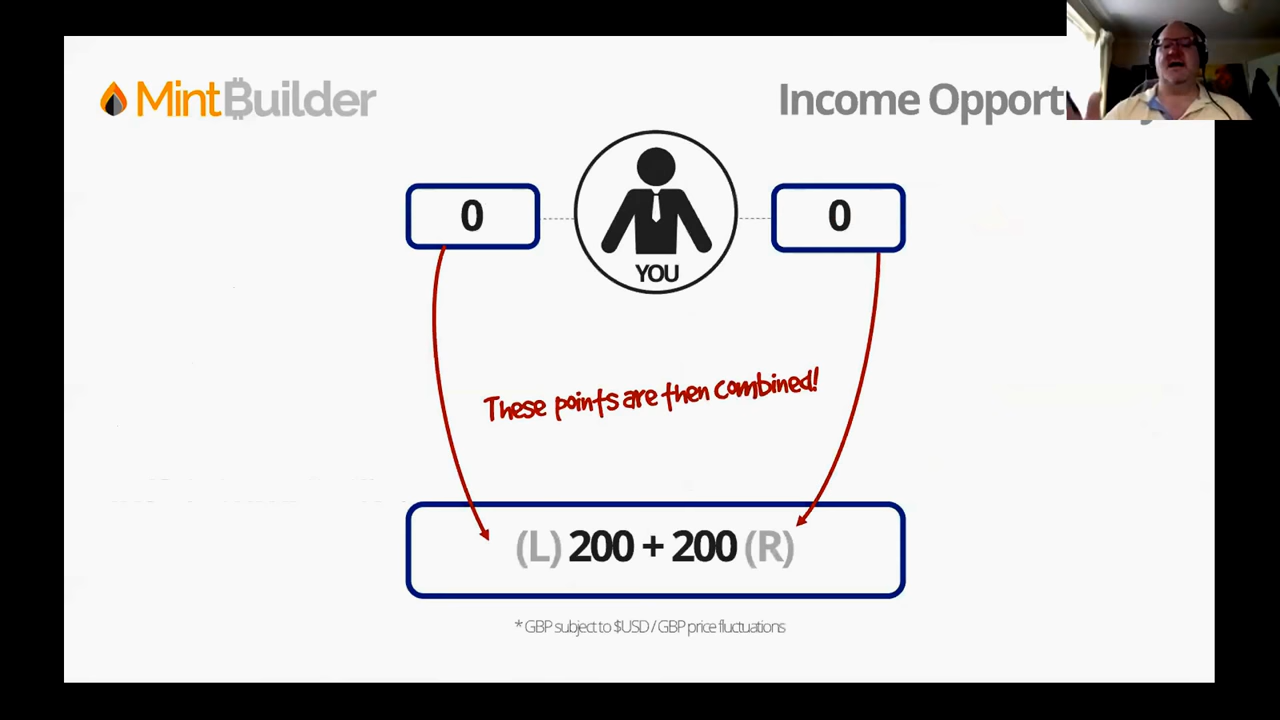 MintBuilder
Income Opport
0
0
YOU
These points are then combined!
(L) 200 + 200 (R)
* GBP subject to $USD / GBP price fluctuations